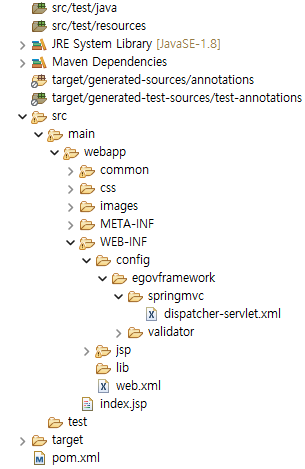 src/test/java
src/test/resources
JRE System Library [JavaSE-1.8]
Maven Dependencies
target/generated-sources/annotations
target/generated-test-sources/test-annotations
src
main
webapp
common
css
images
META-INF
WEB-INF
config
egovframework
springmvc
dispatcher-servlet.xml
validator
jsp
lib
web.xml
index.jsp
test
target
pom.xml